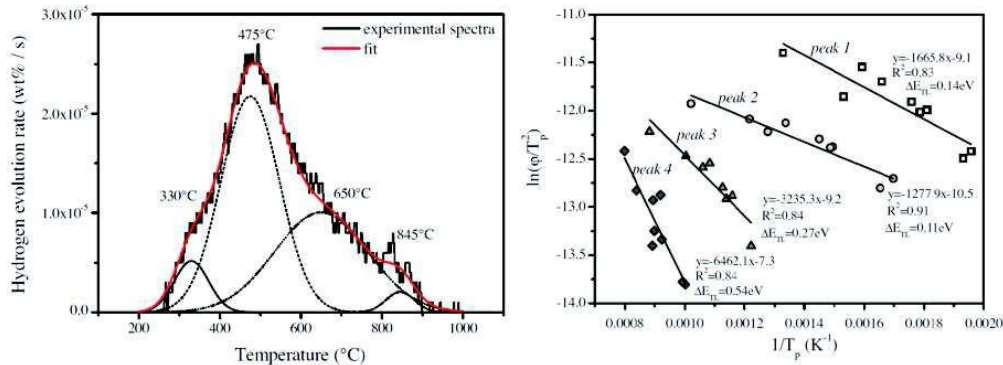 3.0x10-5
2.0x10-5
1.0x10-5
0.0
Hydrogen evolution rate (wt% / s)
475°C
experimental spectra
fit
330°C
650°C
845°C
200 400 600 800 1000
Temperature (°C)
-11.0
-11.5
-12.0
-12.5
-13.0
-13.5
-14.0
ln(φ/Tp2)
peak 1
y=-1665.8x-9.1
R2=0.83
ΔETL=0.14eV
peak 2
peak 3
peak 4
y=-1277.9x-10.5
R2=0.91
ΔETL=0.11eV
y=-3235.3x-9.2
R2=0.84
ΔETL=0.27eV
y=-6462.1x-7.3
R2=0.84
ΔETL=0.54eV
0.0008 0.0010 0.0012 0.0014 0.0016 0.0018 0.0020
1/Tp (K-1)